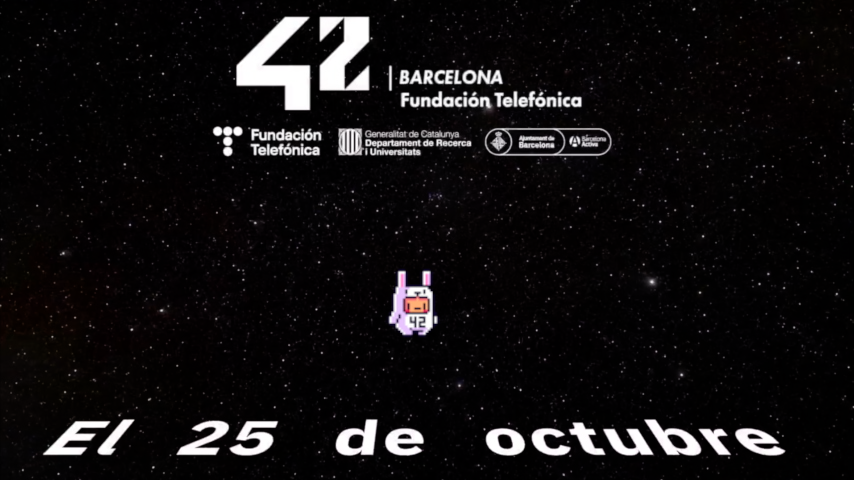 42
BARCELONA
Fundación Telefónica
Fundación
Telefónica
Generalitat de Catalunya
Departament de Recerca
i Universitats
Ajuntament de
Barcelona
Barcelona
Activa
42
El 25 de octubre